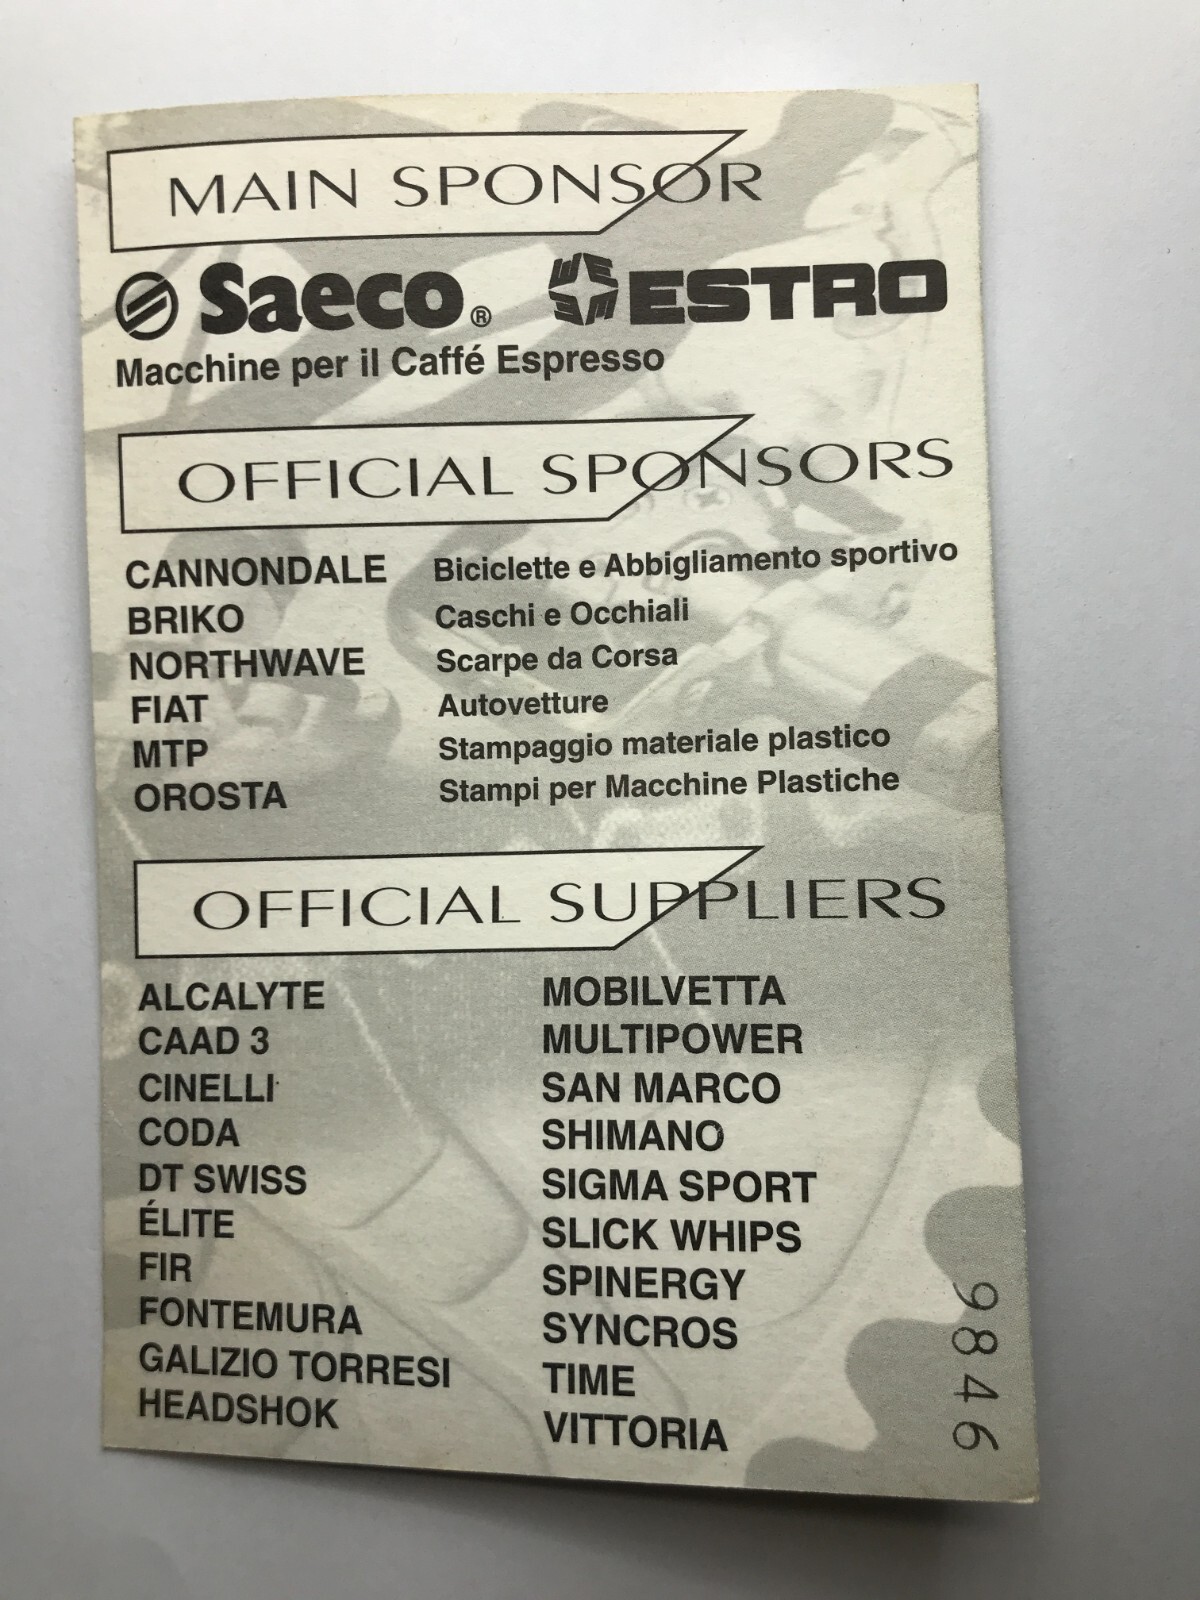 MAIN SPONSOR
Saeco® ESTRO
Macchine per il Caffé Espresso
OFFICIAL SPONSORS
CANNONDALE Biciclette e Abbigliamento sportivo
BRIKO Caschi e Occhiali
NORTHWAVE Scarpe da Corsa
FIAT Autovetture
MTP Stampaggio materiale plastico
OROSTA Stampi per Macchine Plastiche
OFFICIAL SUPPLIERS
ALCALYTE
CAAD 3
CINELLI
CODA
DT SWISS
ÉLITE
FIR
FONTEMURA
GALIZIO TORRESI
HEADSHOK
MOBILVETTA
MULTIPOWER
SAN MARCO
SHIMANO
SIGMA SPORT
SLICK WHIPS
SPINERGY
SYNCROS
TIME
VITTORIA
9846